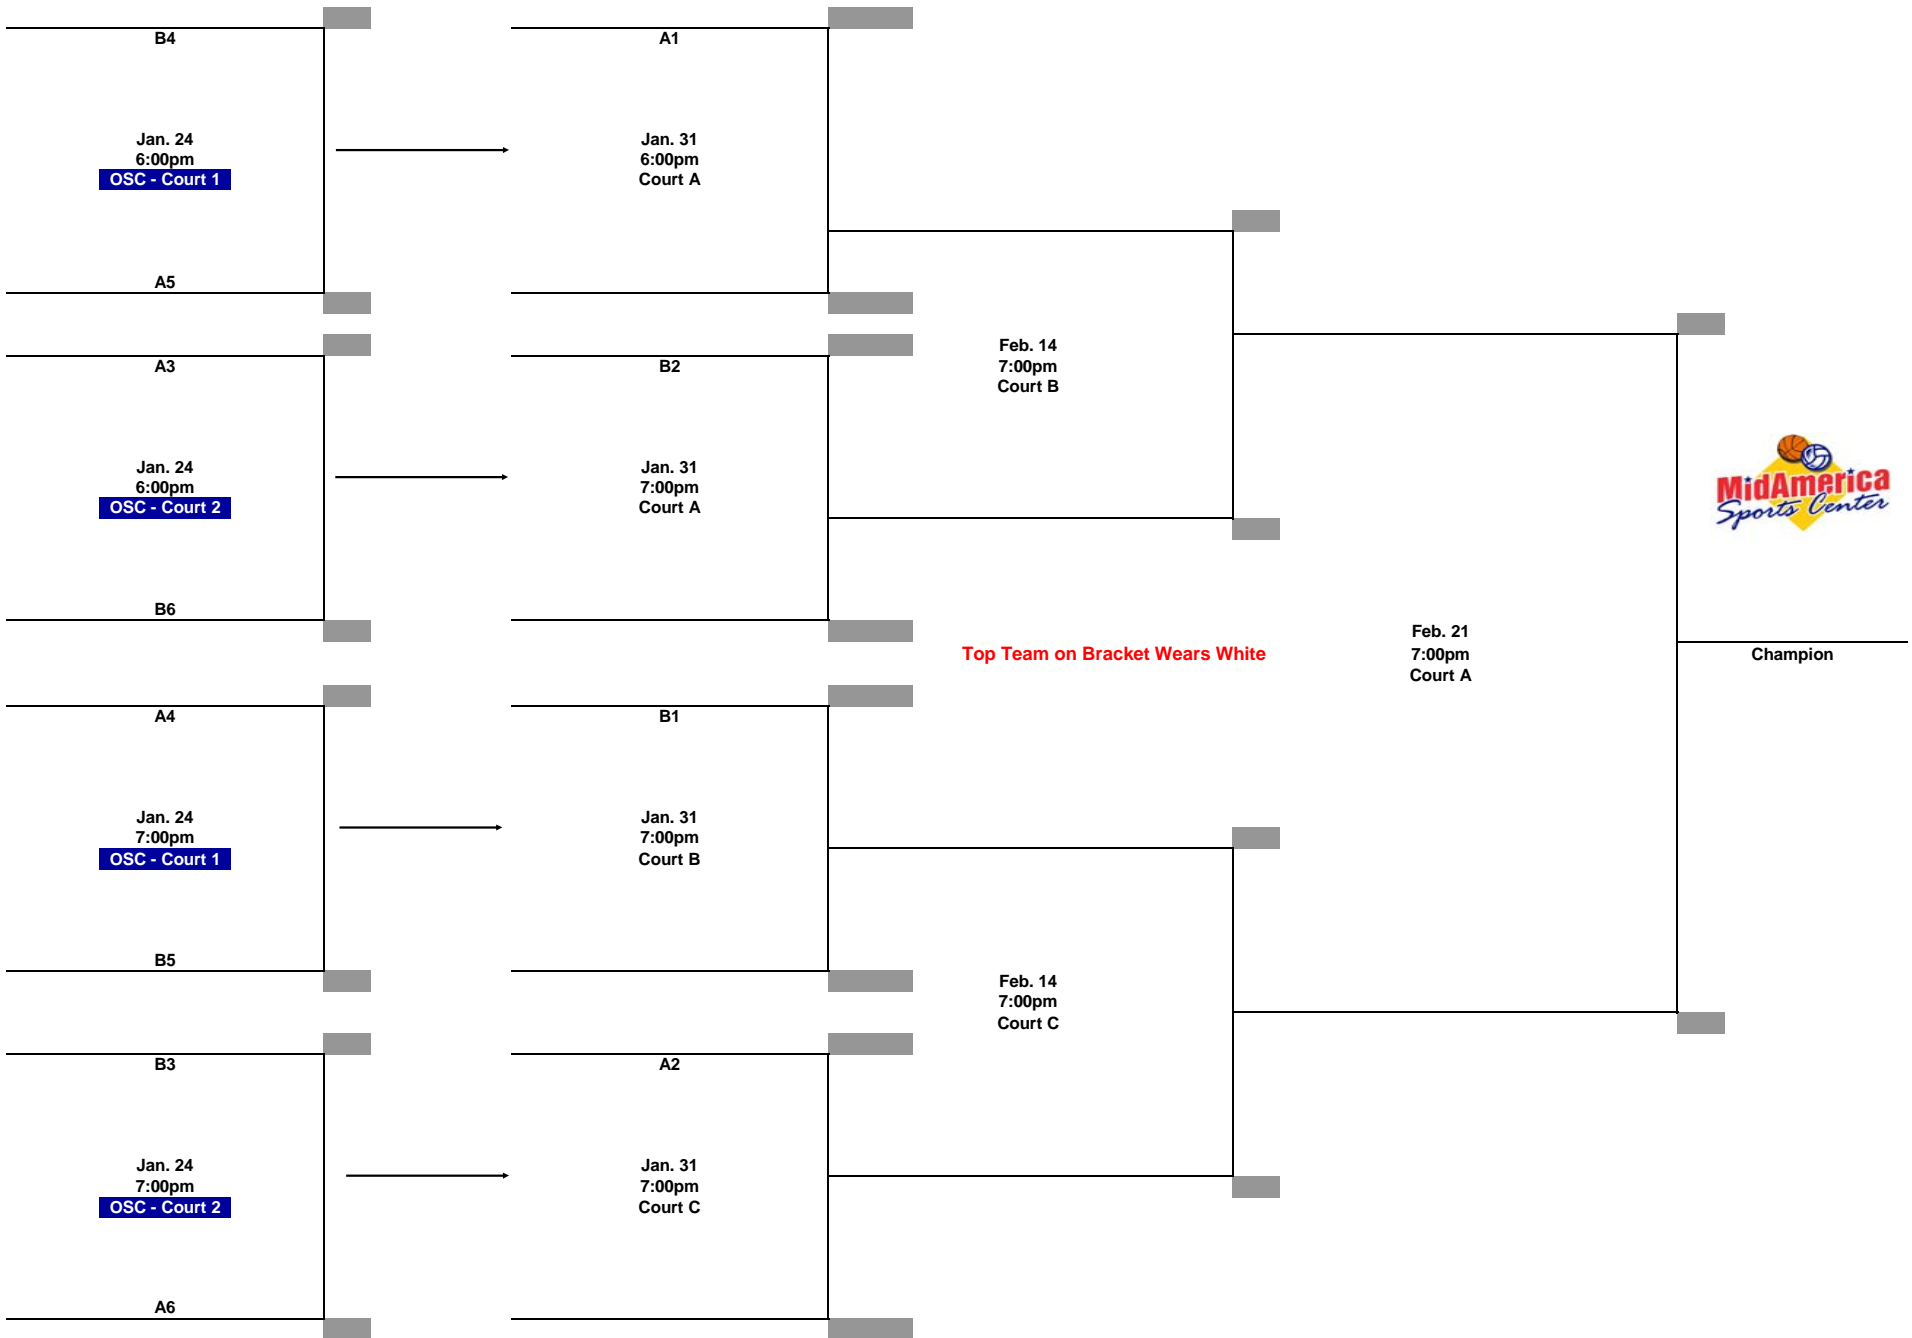 B4
Jan. 24
6:00pm
OSC - Court 1
A5
A3
Jan. 24
6:00pm
OSC - Court 2
B6
A4
Jan. 24
7:00pm
OSC - Court 1
B5
B3
Jan. 24
7:00pm
OSC - Court 2
A6
A1
Jan. 31
6:00pm
Court A
B2
Jan. 31
7:00pm
Court A
B1
Jan. 31
7:00pm
Court B
A2
Jan. 31
7:00pm
Court C
Feb. 14
7:00pm
Court B
Top Team on Bracket Wears White
Feb. 14
7:00pm
Court C
Feb. 21
7:00pm
Court A
MidAmerica
Sports Center
Champion